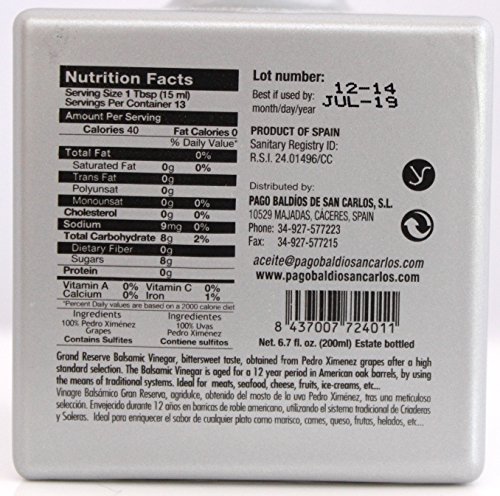 Nutrition Facts
Serving Size 1 Tbsp (15 ml)
Servings Per Container 13
Amount Per Serving
Calories 40 Fat Calories 0
% Daily Value*
Total Fat 0%
Saturated Fat 0g 0%
Trans Fat 0g
Polyunsat 0g
Monounsat 0g 0%
Cholesterol 0g 0%
Sodium 9mg 0%
Total Carbohydrate 8g 2%
Dietary Fiber 0g
Sugars 8g
Protein 0g
Vitamin A 0% Vitamin C 0%
Calcium 0% Iron 1%
*Percent Daily values are based on a 2000 calorie diet
Ingredients
100% Pedro Ximénez
Grapes
Contains Sulfites
Ingredientes
100% Uvas
Pedro Ximénez
Contiene sulfitos
Lot number: 12-14
Best if used by: JUL-19
month/day/year
PRODUCT OF SPAIN
Sanitary Registry ID:
R.S.I. 24.01496/CC
Distributed by:
PAGO BALDÍOS DE SAN CARLOS, S.L.
10529 MAJADAS, CÁCERES, SPAIN
Phone: 34-927-577223
Fax: 34-927-577215
aceite@pagobaldiosancarlos.com
www.pagobaldiosancarlos.com
8 437007 724011
Net. 6.7 fl. oz. (200ml) Estate bottled
Grand Reserve Balsamic Vinegar, bittersweet taste, obtained from Pedro Ximenez grapes after a high
standard selection. The Balsamic Vinegar is aged for a 12 year period in American oak barrels, by using the
means of traditional systems. Ideal for meats, seafood, cheese, fruits, ice-creams, etc...
Vinagre Balsámico Gran Reserva, agridulce, obtenido del mosto de la uva Pedro Ximénez, tras una meticulosa
selección. Envejecido durante 12 años en barricas de roble americano, utilizando el sistema tradicional de Criaderas
y Soleras. Ideal para enriquecer el sabor de cualquier plato como marisco, carnes, queso, frutas, helados, etc...